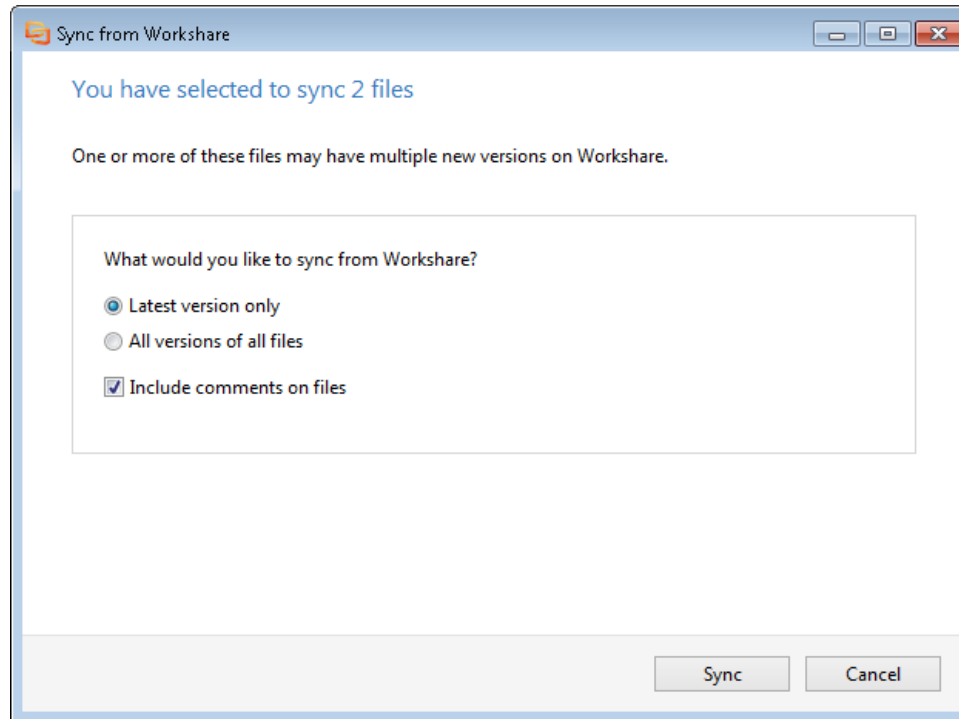 Sync from Workshare
You have selected to sync 2 files
One or more of these files may have multiple new versions on Workshare.
What would you like to sync from Workshare?
Latest version only
All versions of all files
Include comments on files
Sync
Cancel